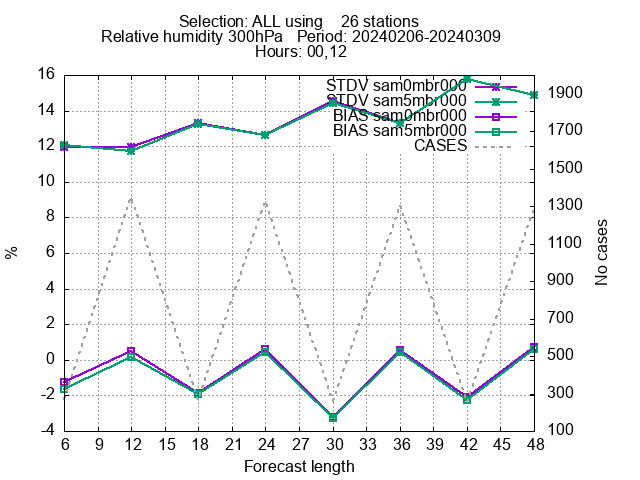 Selection: ALL using    26 stations
Relative humidity 300hPa   Period: 20240206-20240309
Hours: 00,12
STDV sam0mbr000
STDV sam5mbr000
BIAS sam0mbr000
BIAS sam5mbr000
CASES
16
14
12
10
8
6
4
2
0
-2
-4
%
1900
1700
1500
1300
1100
900
700
500
300
100
No cases
6 9 12 15 18 21 24 27 30 33 36 39 42 45 48
Forecast length